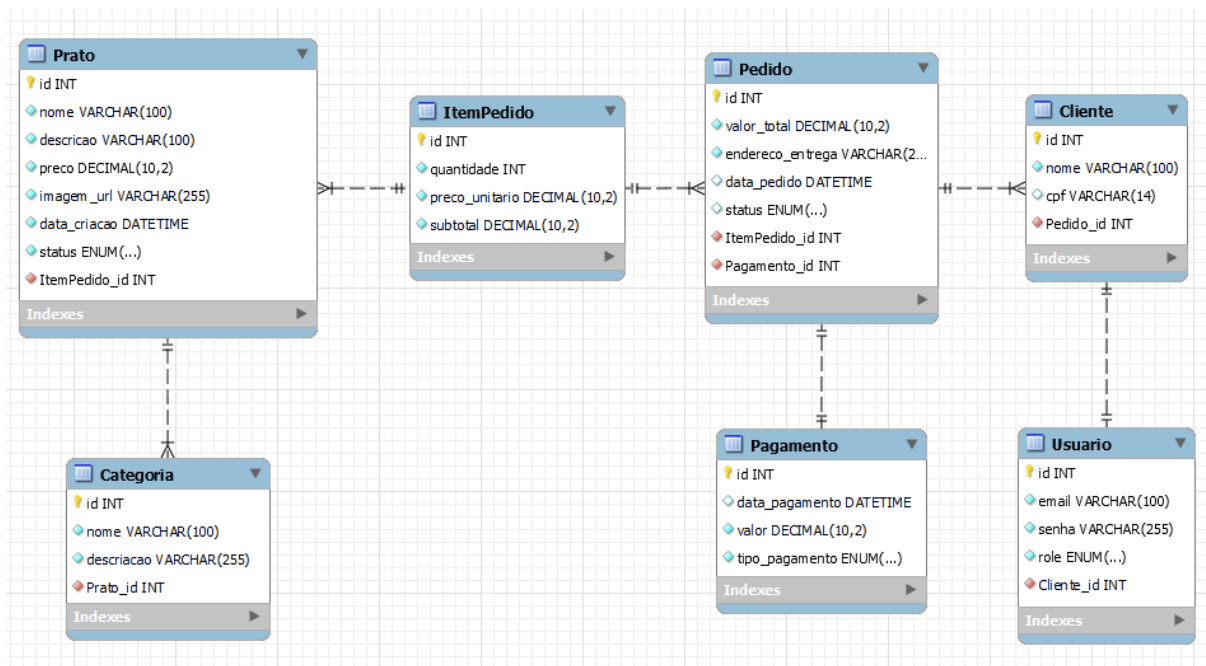 Prato
id INT
nome VARCHAR(100)
descricao VARCHAR(100)
preco DECIMAL(10,2)
imagem_url VARCHAR(255)
data_criacao DATETIME
status ENUM(...)
ItemPedido_id INT
Indexes
ItemPedido
id INT
quantidade INT
preco_unitario DECIMAL(10,2)
subtotal DECIMAL(10,2)
Indexes
Pedido
id INT
valor_total DECIMAL(10,2)
endereco_entrega VARCHAR(2...
data_pedido DATETIME
status ENUM(...)
ItemPedido_id INT
Pagamento_id INT
Indexes
Cliente
id INT
nome VARCHAR(100)
cpf VARCHAR(14)
Pedido_id INT
Indexes
Categoria
id INT
nome VARCHAR(100)
descriacao VARCHAR(255)
Prato_id INT
Indexes
Pagamento
id INT
data_pagamento DATETIME
valor DECIMAL(10,2)
tipo_pagamento ENUM(...)
Indexes
Usuario
id INT
email VARCHAR(100)
senha VARCHAR(255)
role ENUM(...)
Cliente_id INT
Indexes